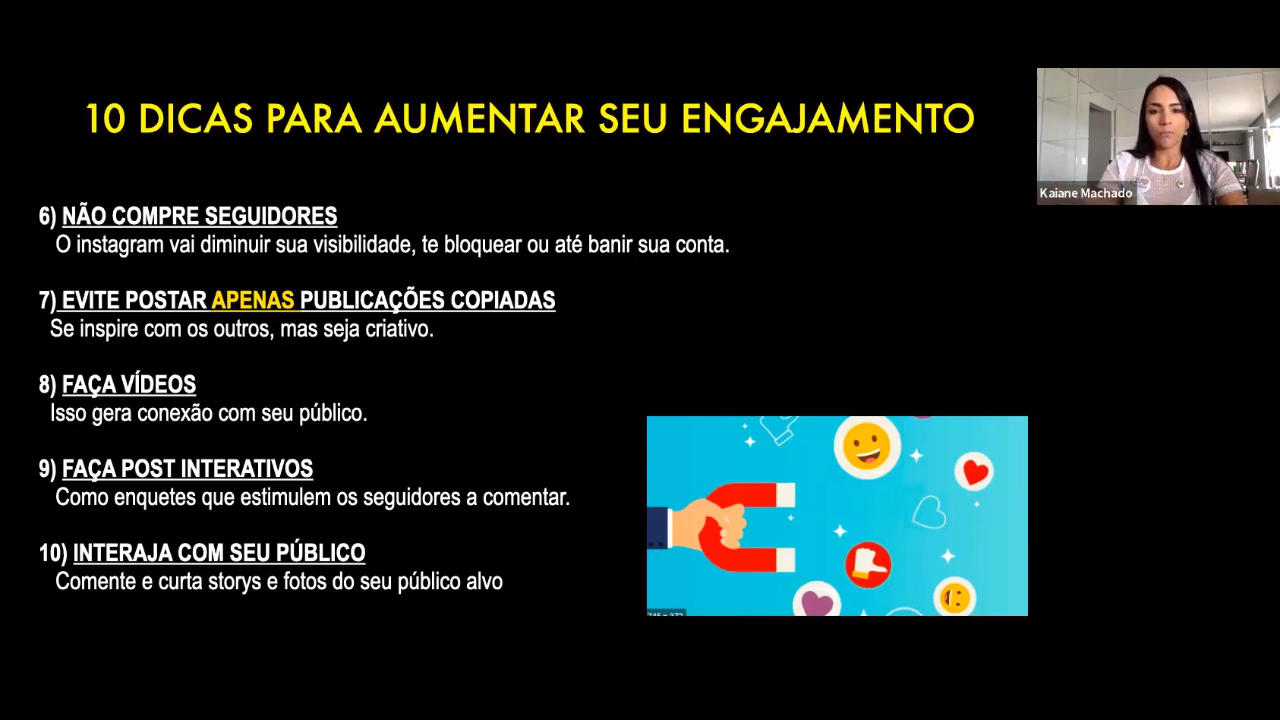 10 DICAS PARA AUMENTAR SEU ENGAJAMENTO
Kaiane Machado
6) NÃO COMPRE SEGUIDORES
O instagram vai diminuir sua visibilidade, te bloquear ou até banir sua conta.
7) EVITE POSTAR APENAS PUBLICAÇÕES COPIADAS
Se inspire com os outros, mas seja criativo.
8) FAÇA VÍDEOS
Isso gera conexão com seu público.
9) FAÇA POST INTERATIVOS
Como enquetes que estimulem os seguidores a comentar.
10) INTERAJA COM SEU PÚBLICO
Comente e curta storys e fotos do seu público alvo